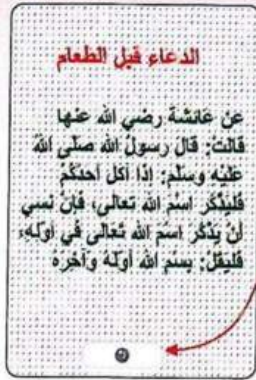 الدعاء قبل الطعام
عن عائشة رضي الله عنها
قالت: قال رسول الله صلى الله
عليه وسلم: إذا أكل أحدكم
فليذكر اسم الله تعالى، فإن نسي
أن يذكر اسم الله تعالى في أوله،
فليقل: بسم الله أوله وآخره